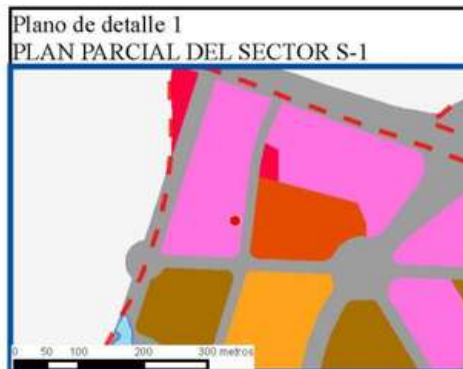 Plano de detalle 1
PLAN PARCIAL DEL SECTOR S-1
0 50 100 200 300 metros